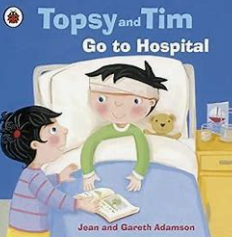 Topsy and Tim
Go to Hospital
Jean and Gareth Adamson